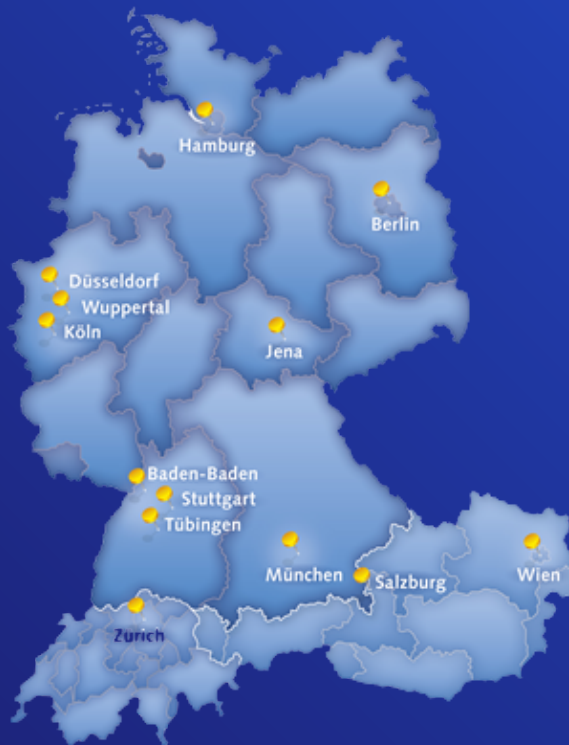 Hamburg
Berlin
Düsseldorf
Wuppertal
Köln
Jena
Baden-Baden
Stuttgart
Tübingen
München
Salzburg
Wien
Zurich